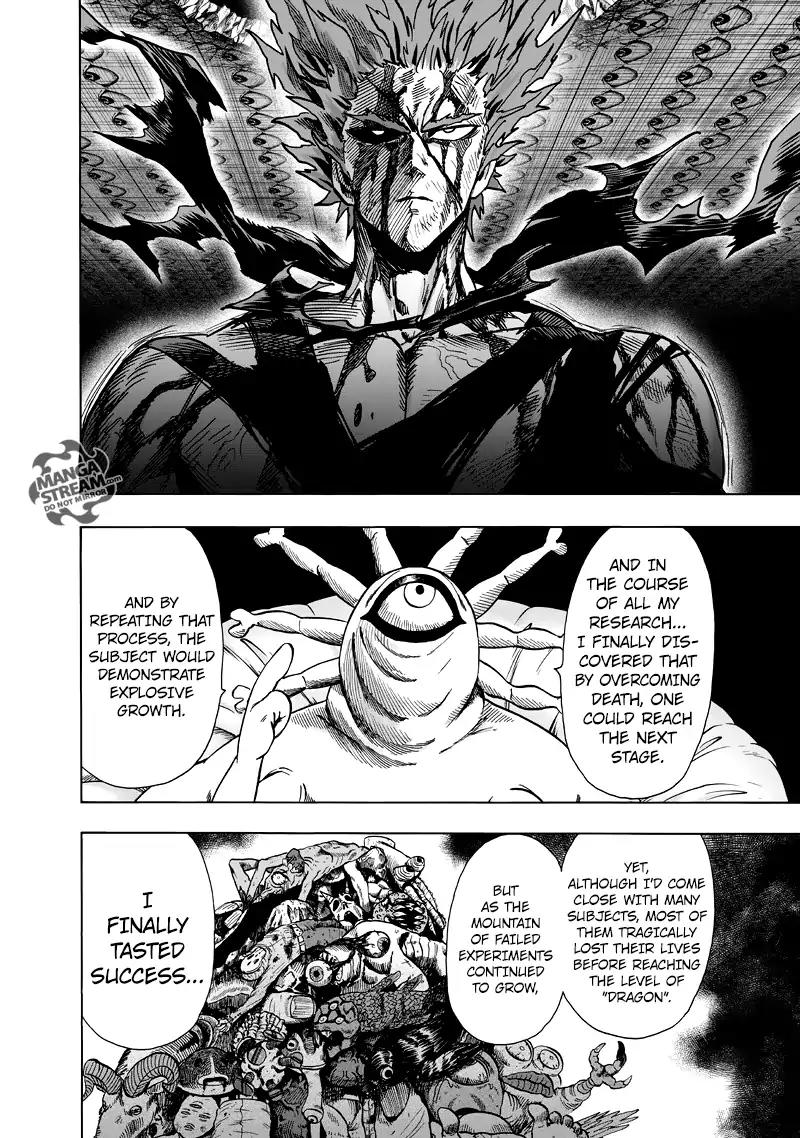 MANGA
STREAM.com
DO NOT MIRROR
AND IN
THE COURSE
OF ALL MY
RESEARCH...
I FINALLY DIS-
COVERED THAT
BY OVERCOMING
DEATH, ONE
COULD REACH
THE NEXT
STAGE.
AND BY
REPEATING THAT
PROCESS, THE
SUBJECT WOULD
DEMONSTRATE
EXPLOSIVE
GROWTH.
YET,
ALTHOUGH I'D COME
CLOSE WITH MANY
SUBJECTS, MOST OF
THEM TRAGICALLY
LOST THEIR LIVES
BEFORE REACHING
THE LEVEL OF
"DRAGON".
BUT
AS THE
MOUNTAIN
OF FAILED
EXPERIMENTS
CONTINUED
TO GROW,
I
FINALLY
TASTED
SUCCESS...